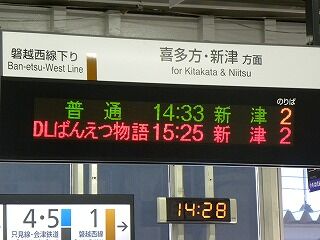 磐越西線下り
Ban-etsu-West Line
喜多方・新津 方面
for Kitakata & Niitsu
のりば
普通 14:33 新津 2
DLばんえつ物語 15:25 新津 2
14:28
4・5
只見線・会津鉄道
1
磐越西線